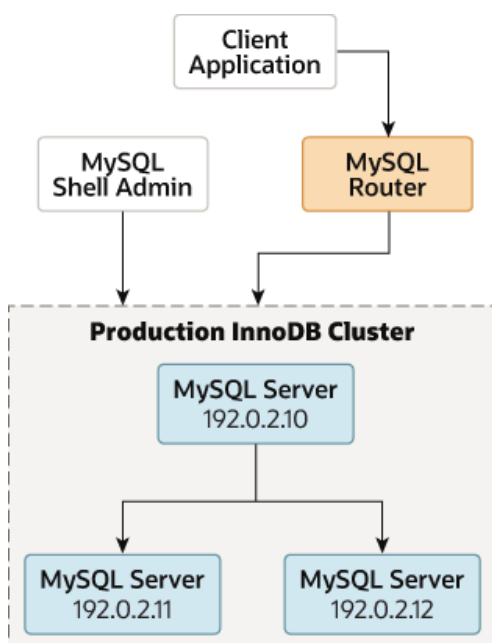 Client
Application
MySQL
Shell Admin
MySQL
Router
Production InnoDB Cluster
MySQL Server
192.0.2.10
MySQL Server
192.0.2.11
MySQL Server
192.0.2.12